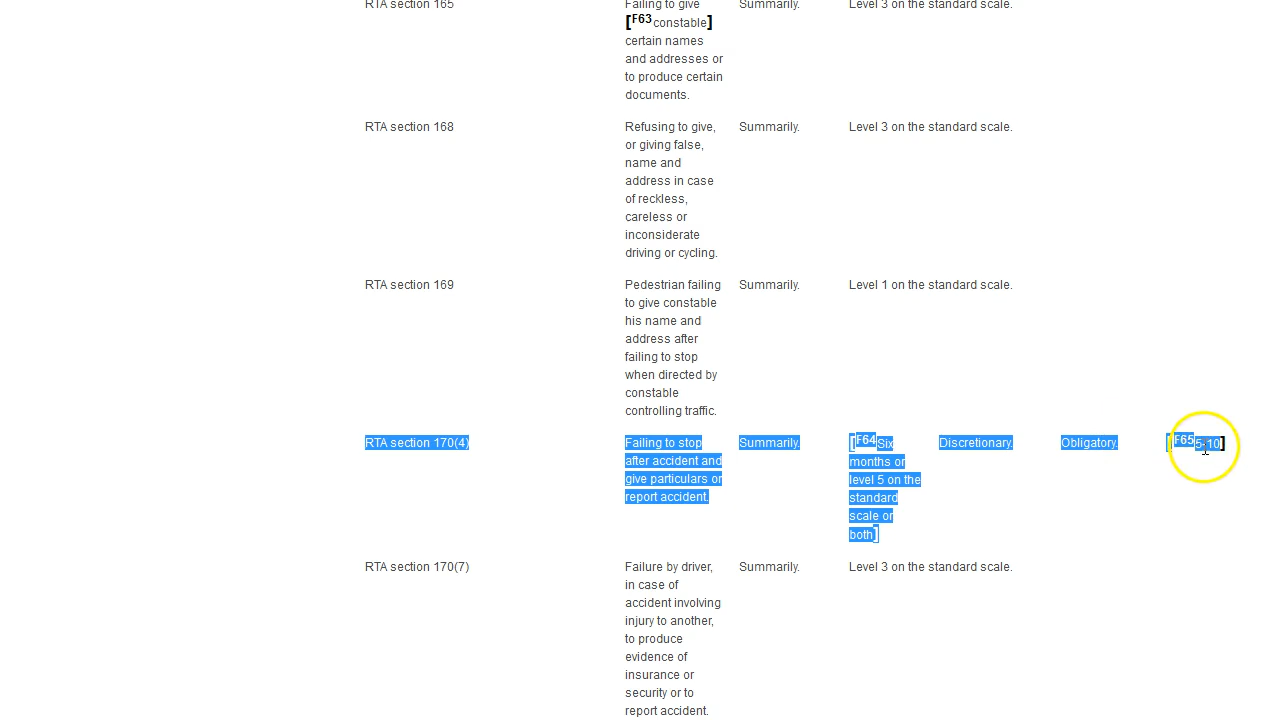 RTA section 165 Failing to give Summarily. Level 3 on the standard scale.
[F63constable]
certain names
and addresses or
to produce certain
documents.
RTA section 168 Refusing to give, Summarily. Level 3 on the standard scale.
or giving false,
name and
address in case
of reckless,
careless or
inconsiderate
driving or cycling.
RTA section 169 Pedestrian failing Summarily. Level 1 on the standard scale.
to give constable
his name and
address after
failing to stop
when directed by
constable
controlling traffic.
RTA section 170(4) Failing to stop Summarily. [F64Six Discretionary. Obligatory. [F655-10]
after accident and months or
give particulars or level 5 on the
report accident. standard
scale or
both]
RTA section 170(7) Failure by driver, Summarily. Level 3 on the standard scale.
in case of
accident involving
injury to another,
to produce
evidence of
insurance or
security or to
report accident.